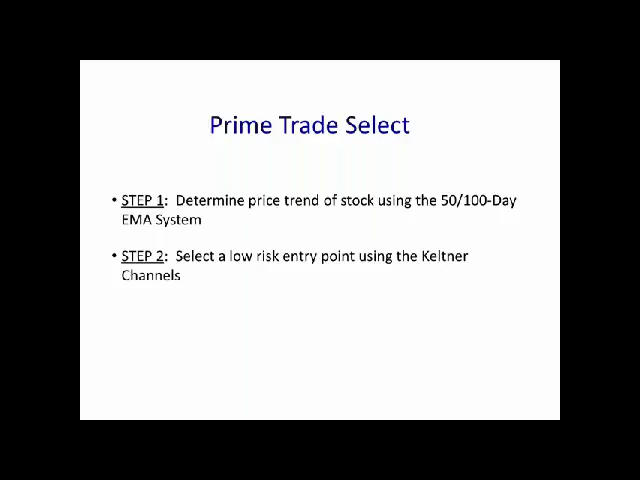 Prime Trade Select
• STEP 1:  Determine price trend of stock using the 50/100-Day
EMA System
• STEP 2:  Select a low risk entry point using the Keltner
Channels